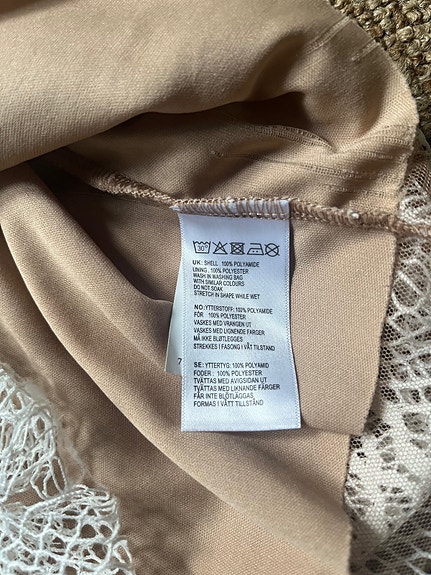 30°
UK: SHELL : 100% POLYAMIDE
LINING : 100% POLYESTER
WASH IN WASHING BAG
WITH SIMILAR COLOURS
DO NOT SOAK
STRETCH IN SHAPE WHILE WET
NO:YTTERSTOFF: 100% POLYAMIDE
FÔR : 100% POLYESTER
VASKES MED VRANGEN UT
VASKES MED LIGNENDE FARGER
MÅ IKKE BLØTLEGGES
STREKKES I FASONG I VÅT TILSTAND
SE: YTTERTYG: 100% POLYAMID
FODER : 100% POLYESTER
TVÄTTAS MED AVIGSIDAN UT
TVÄTTAS MED LIKNANDE FÄRGER
FÅR INTE BLÖTLÄGGAS
FORMAS I VÅTT TILLSTÅND
7